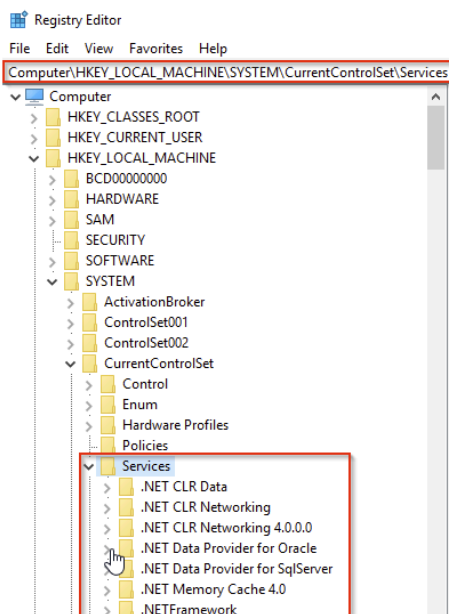 Registry Editor
File Edit View Favorites Help
Computer\HKEY_LOCAL_MACHINE\SYSTEM\CurrentControlSet\Services
Computer
HKEY_CLASSES_ROOT
HKEY_CURRENT_USER
HKEY_LOCAL_MACHINE
BCD00000000
HARDWARE
SAM
SECURITY
SOFTWARE
SYSTEM
ActivationBroker
ControlSet001
ControlSet002
CurrentControlSet
Control
Enum
Hardware Profiles
Policies
Services
.NET CLR Data
.NET CLR Networking
.NET CLR Networking 4.0.0.0
.NET Data Provider for Oracle
.NET Data Provider for SqlServer
.NET Memory Cache 4.0
.NETFramework